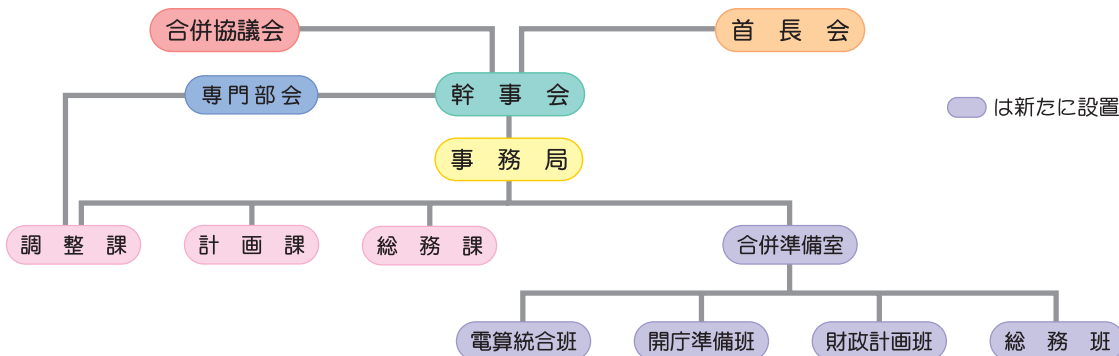 合併協議会
首長会
専門部会
幹事会
は新たに設置
事務局
調整課
計画課
総務課
合併準備室
電算統合班
開庁準備班
財政計画班
総務班